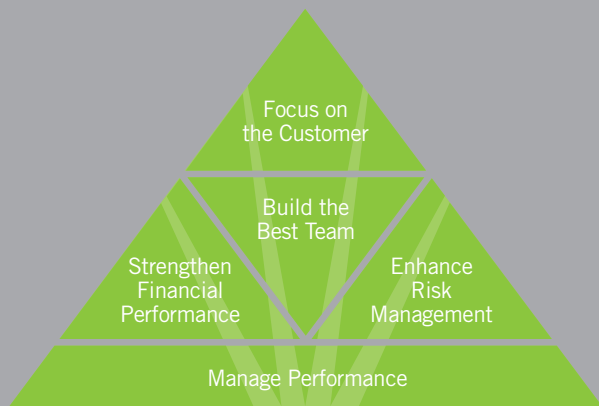 Focus on
the Customer
Build the
Best Team
Strengthen
Financial
Performance
Enhance
Risk
Management
Manage Performance